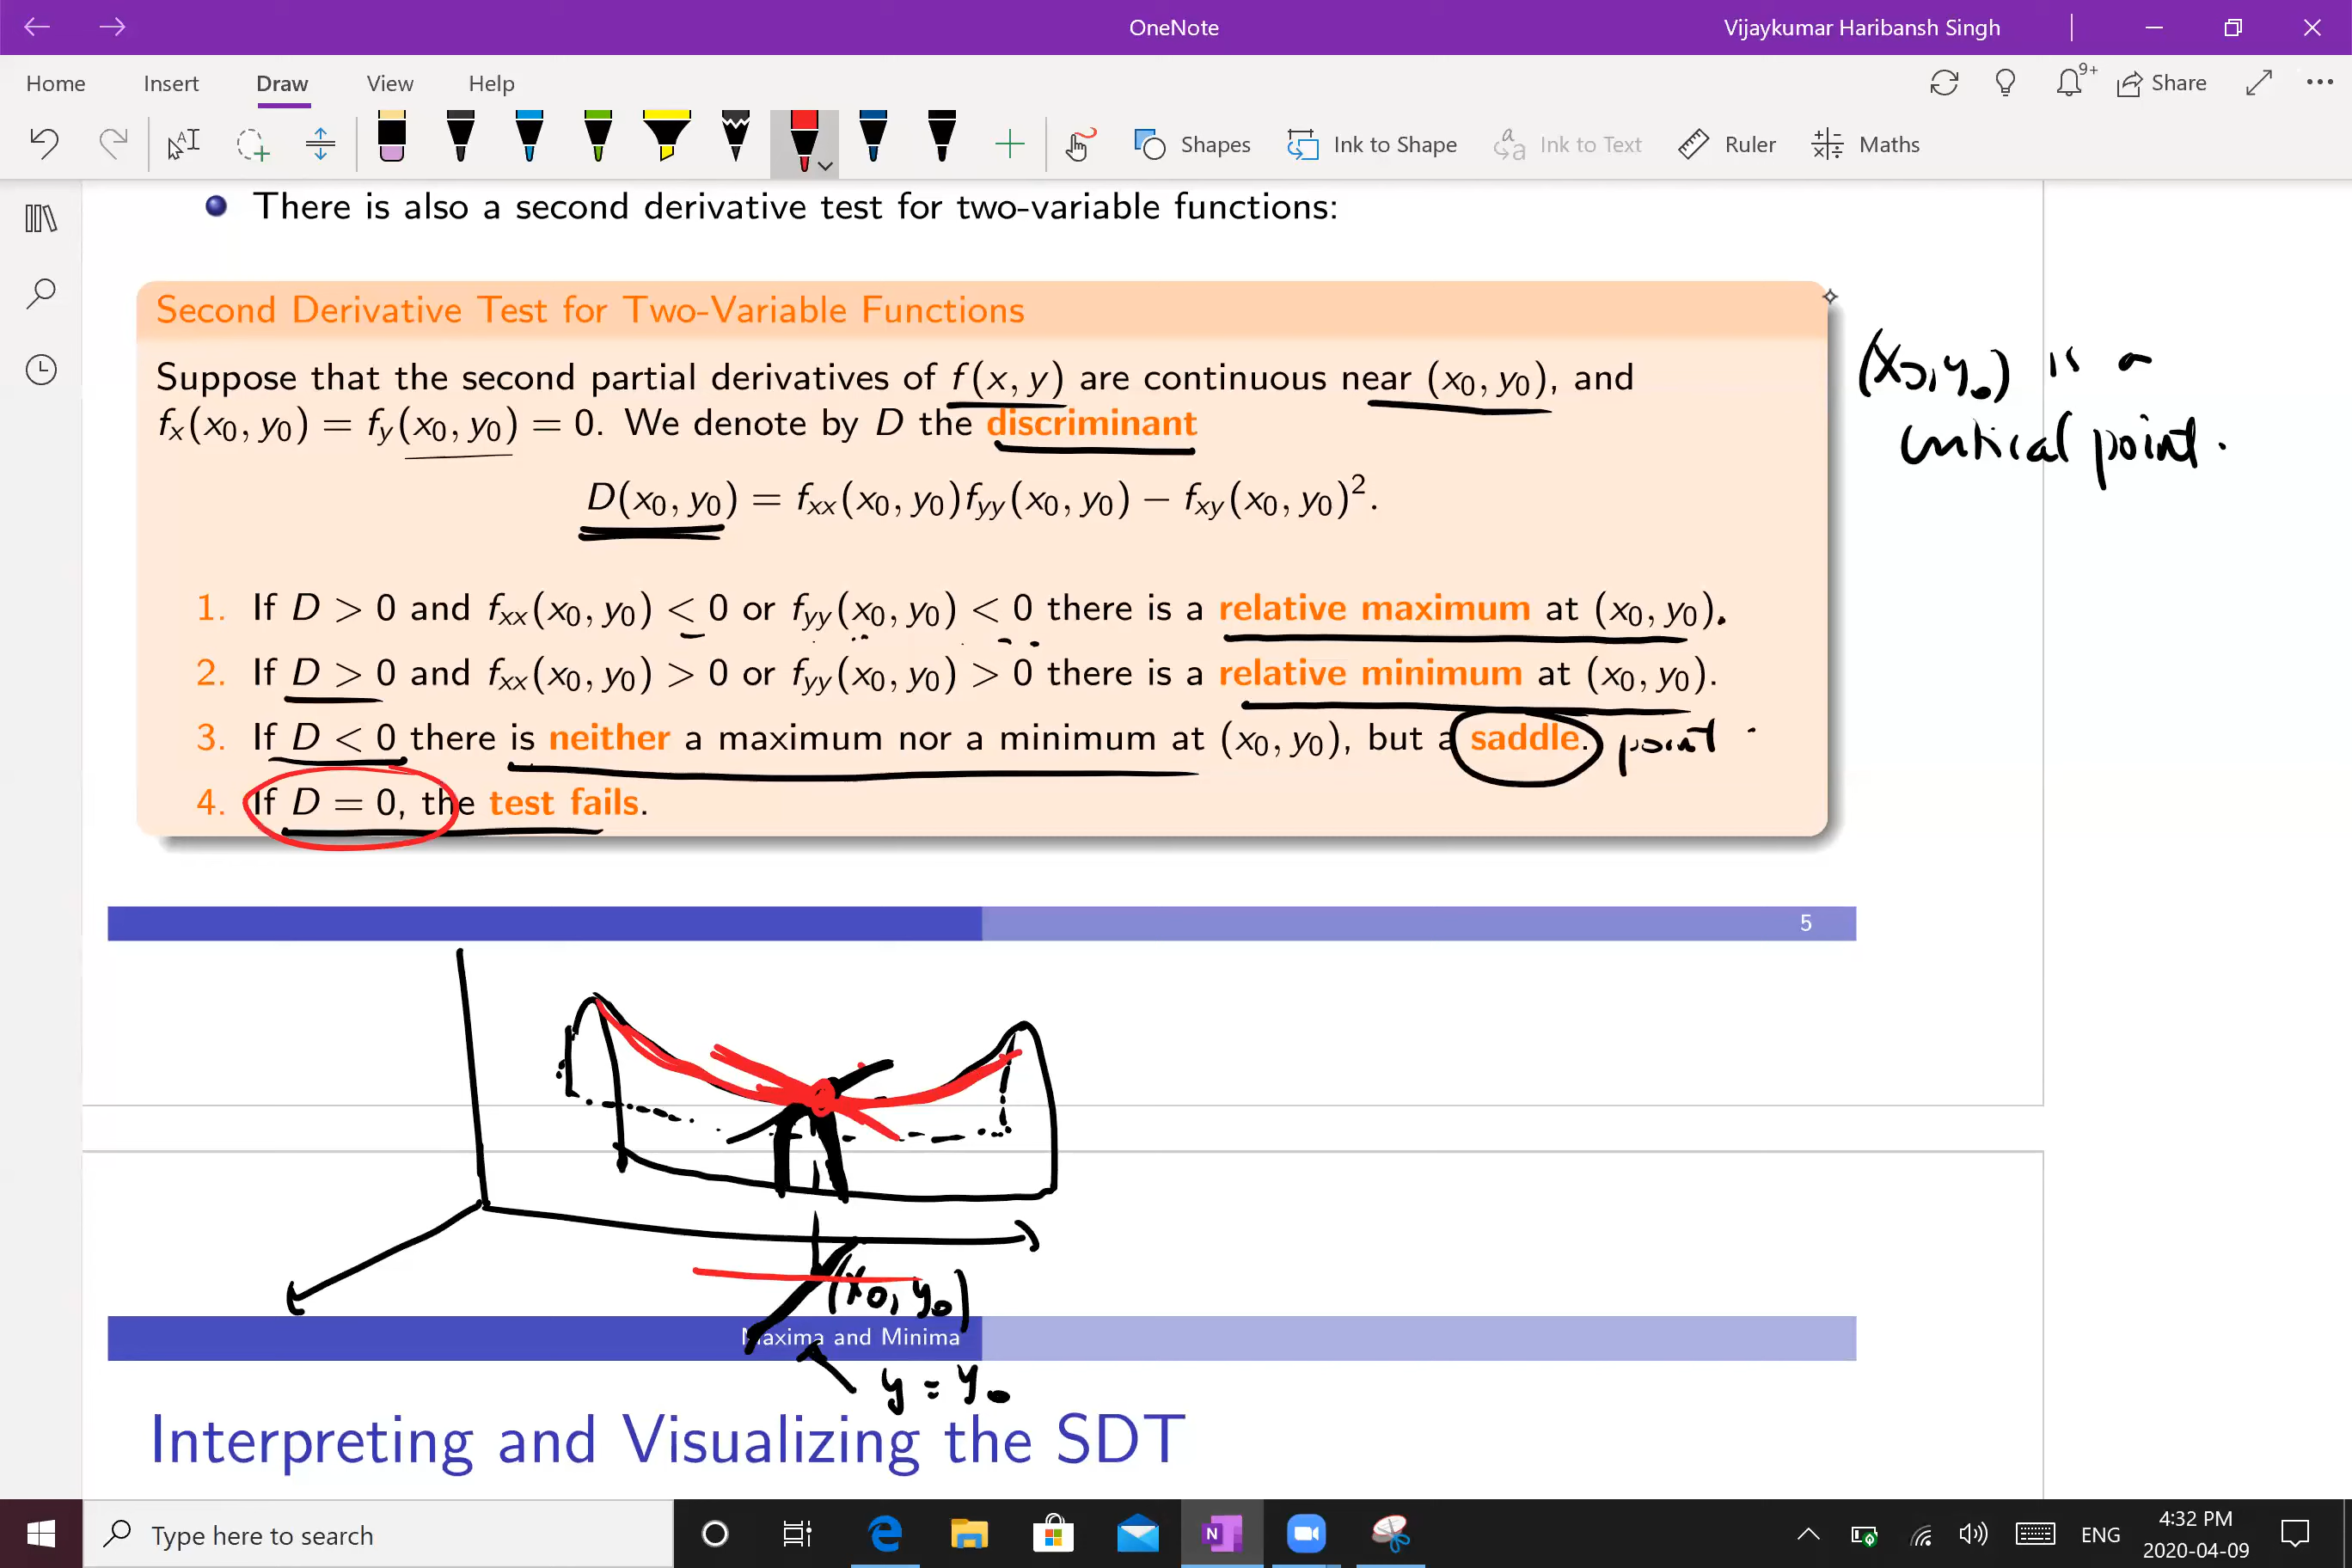 OneNote
Vijaykumar Haribansh Singh
Home Insert Draw View Help
9+ Share
Shapes Ink to Shape Ink to Text Ruler Maths
There is also a second derivative test for two-variable functions:
Second Derivative Test for Two-Variable Functions
Suppose that the second partial derivatives of f(x, y) are continuous near (x₀, y₀), and
fₓ(x₀, y₀) = f_y(x₀, y₀) = 0. We denote by D the discriminant
D(x₀, y₀) = fₓₓ(x₀, y₀)f_yy(x₀, y₀) − f_xy(x₀, y₀)².
1. If D > 0 and fₓₓ(x₀, y₀) < 0 or f_yy(x₀, y₀) < 0 there is a relative maximum at (x₀, y₀).
2. If D > 0 and fₓₓ(x₀, y₀) > 0 or f_yy(x₀, y₀) > 0 there is a relative minimum at (x₀, y₀).
3. If D < 0 there is neither a maximum nor a minimum at (x₀, y₀), but a saddle. point.
4. If D = 0, the test fails.
(x₀, y₀) is a
critical point.
5
(x₀, y₀)
Maxima and Minima
y = y₀
Interpreting and Visualizing the SDT
Type here to search
ENG
4:32 PM
2020-04-09